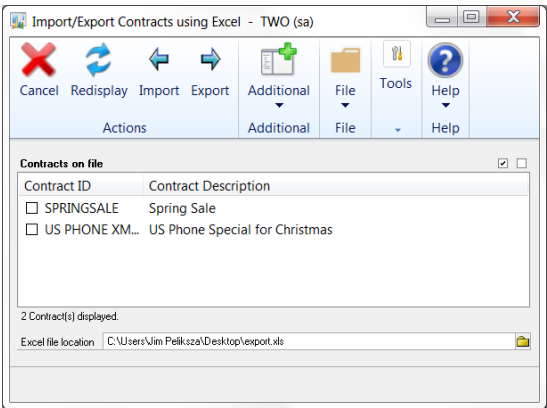 Import/Export Contracts using Excel - TWO (sa)
Cancel Redisplay Import Export Additional File Tools Help
Actions Additional File Help
Contracts on file
Contract ID Contract Description
SPRINGSALE Spring Sale
US PHONE XM... US Phone Special for Christmas
2 Contract(s) displayed.
Excel file location C:\Users\Jim Peliksza\Desktop\export.xls